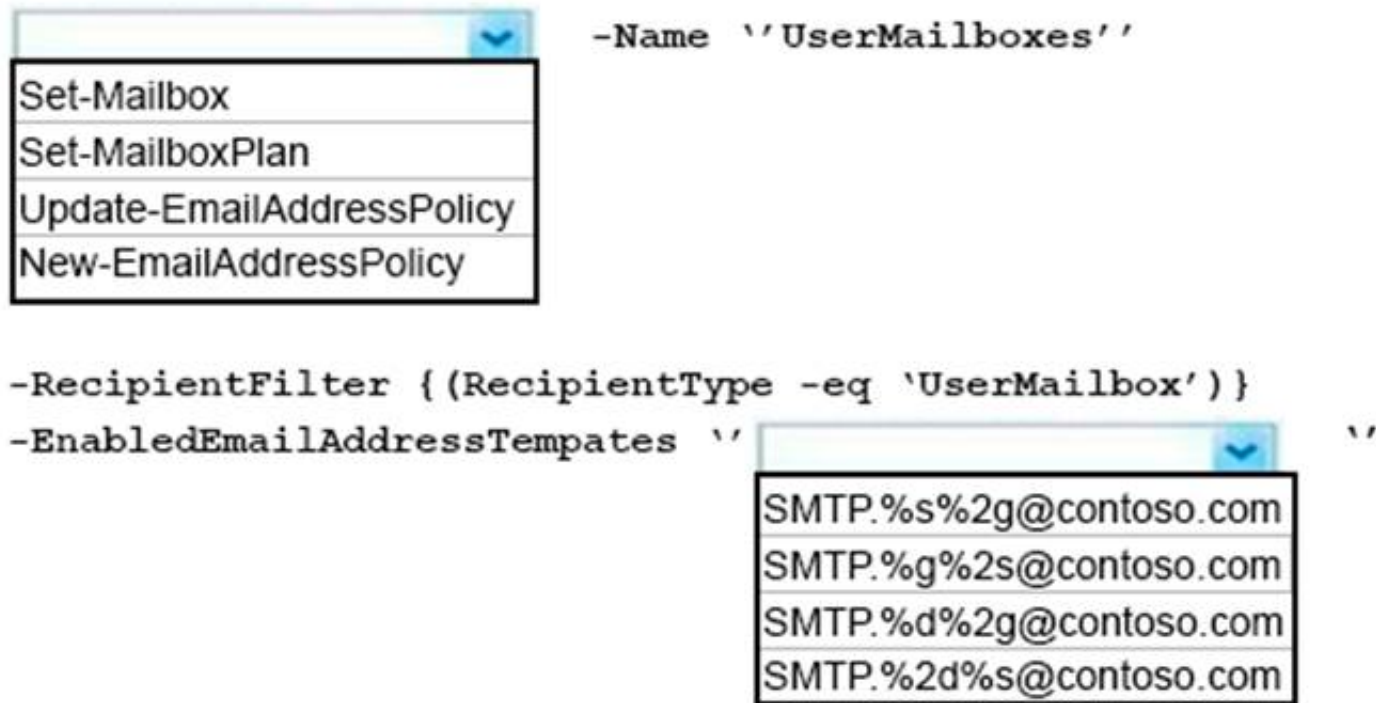 -Name ‵′UserMailboxes′′
Set-Mailbox
Set-MailboxPlan
Update-EmailAddressPolicy
New-EmailAddressPolicy
-RecipientFilter {(RecipientType -eq ‵UserMailbox′)}
-EnabledEmailAddressTempates ‵′ ‵′
SMTP.%s%2g@contoso.com
SMTP.%g%2s@contoso.com
SMTP.%d%2g@contoso.com
SMTP.%2d%s@contoso.com